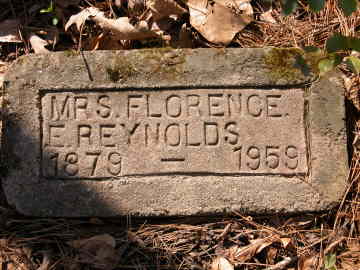 MRS. FLORENCE.
E. REYNOLDS
1879 — 1959